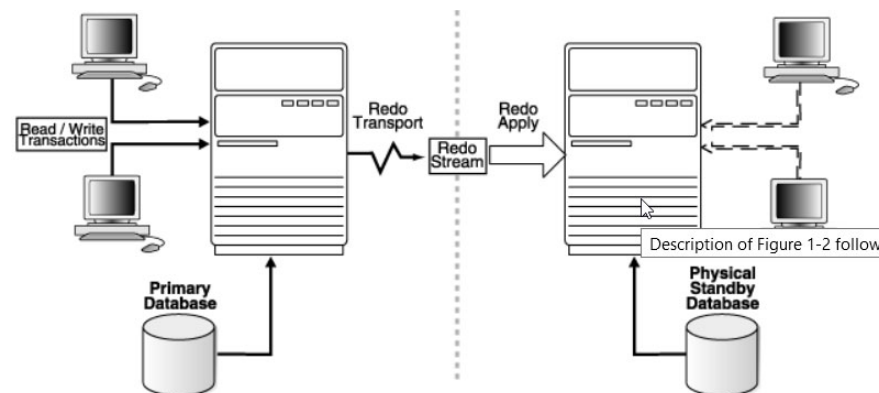 Read / Write
Transactions
Redo
Transport
Redo
Stream
Redo
Apply
Description of Figure 1-2 follow
Primary
Database
Physical
Standby
Database